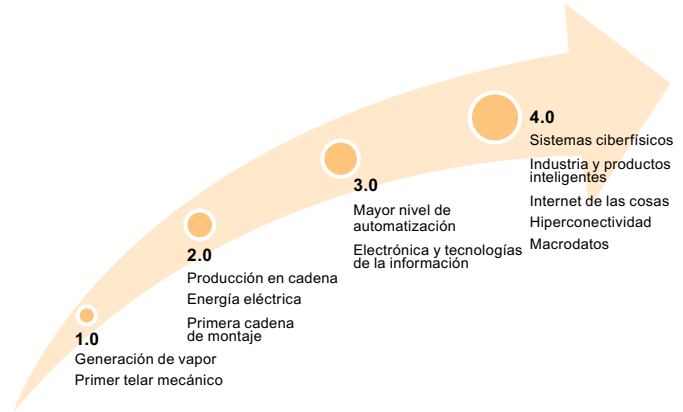 1.0
Generación de vapor
Primer telar mecánico
2.0
Producción en cadena
Energía eléctrica
Primera cadena
de montaje
3.0
Mayor nivel de
automatización
Electrónica y tecnologías
de la información
4.0
Sistemas ciberfísicos
Industria y productos
inteligentes
Internet de las cosas
Hiperconectividad
Macrodatos